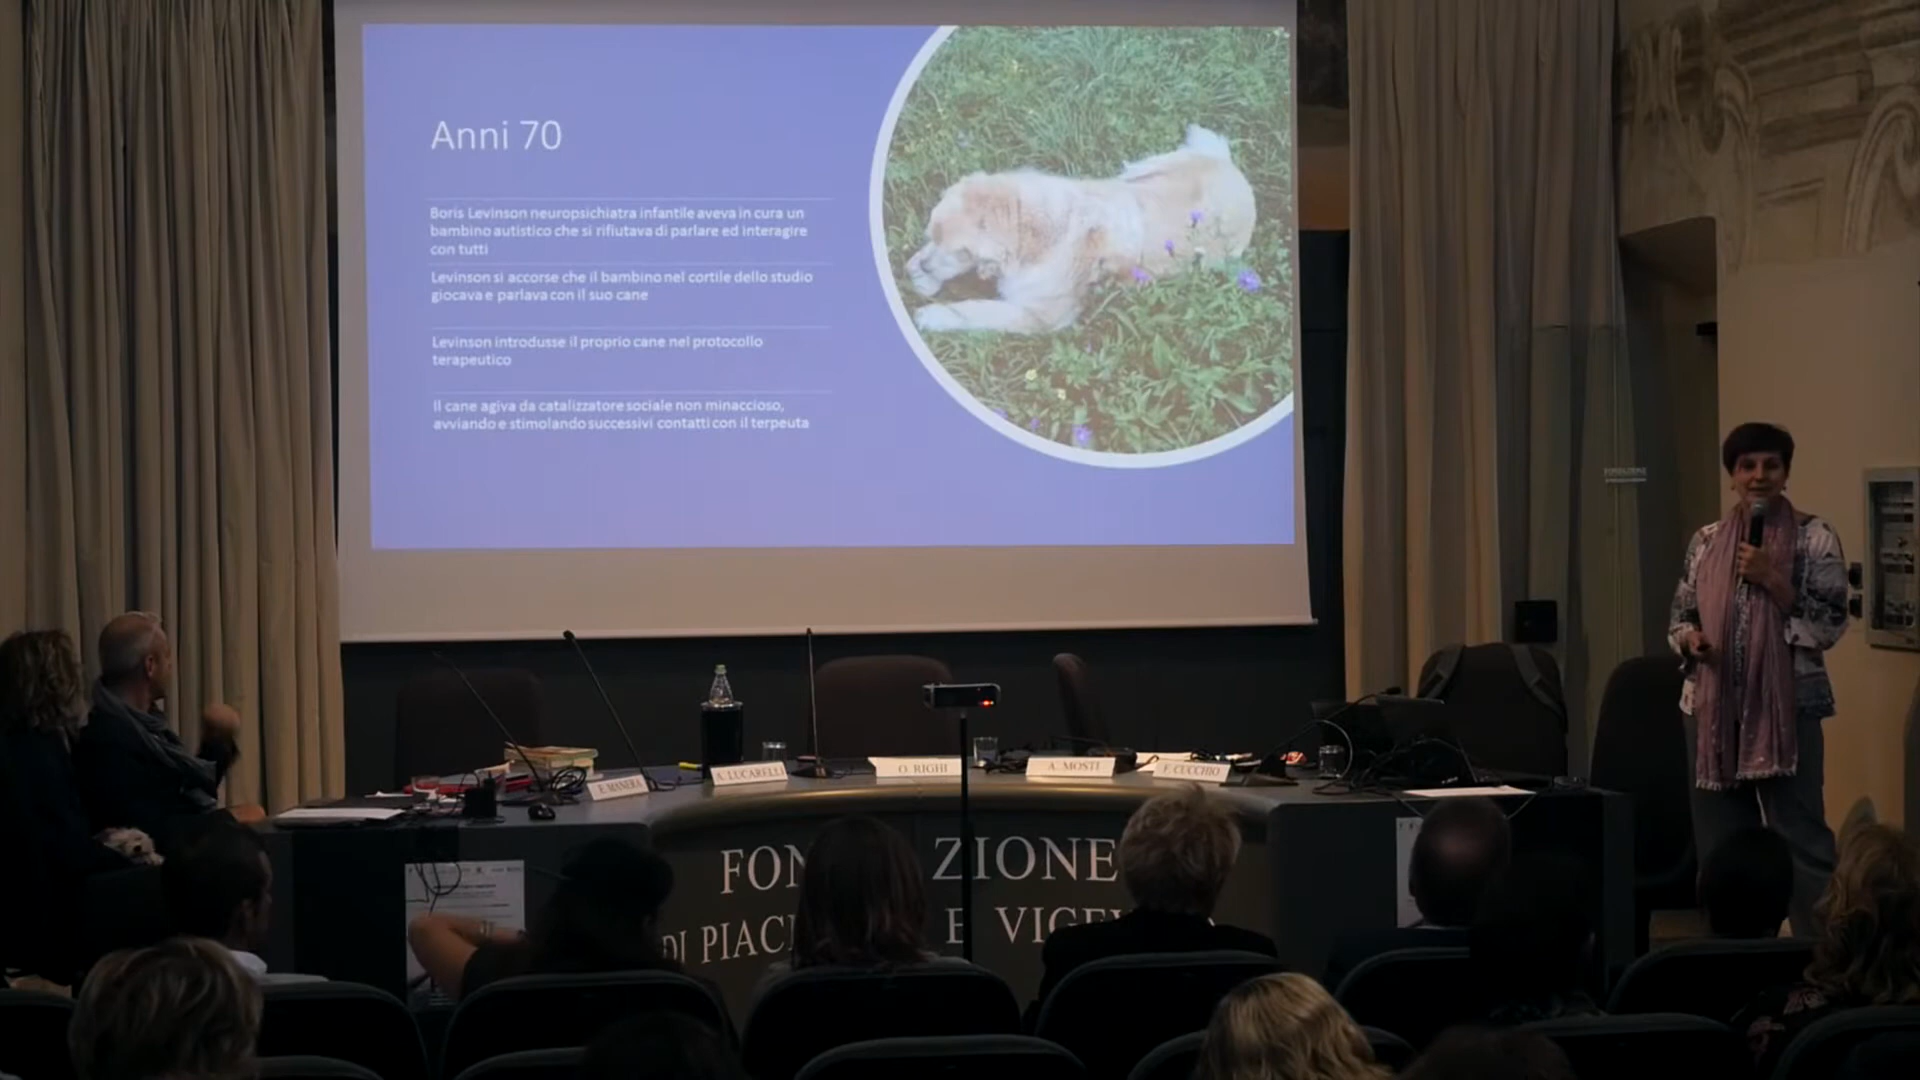 Anni 70
Boris Levinson neuropsichiatra infantile aveva in cura un
bambino autistico che si rifiutava di parlare ed interagire
con tutti
Levinson si accorse che il bambino nel cortile dello studio
giocava e parlava con il suo cane
Levinson introdusse il proprio cane nel protocollo
terapeutico
Il cane agiva da catalizzatore sociale non minaccioso,
avviando e stimolando successivi contatti con il terpeuta
FONDAZIONE
E. MANERA
A. LUCARELLI
O. RIGHI
A. MOSTI
F. CUCCHIO
FON ZIONE
DI PIAC E VIGEV